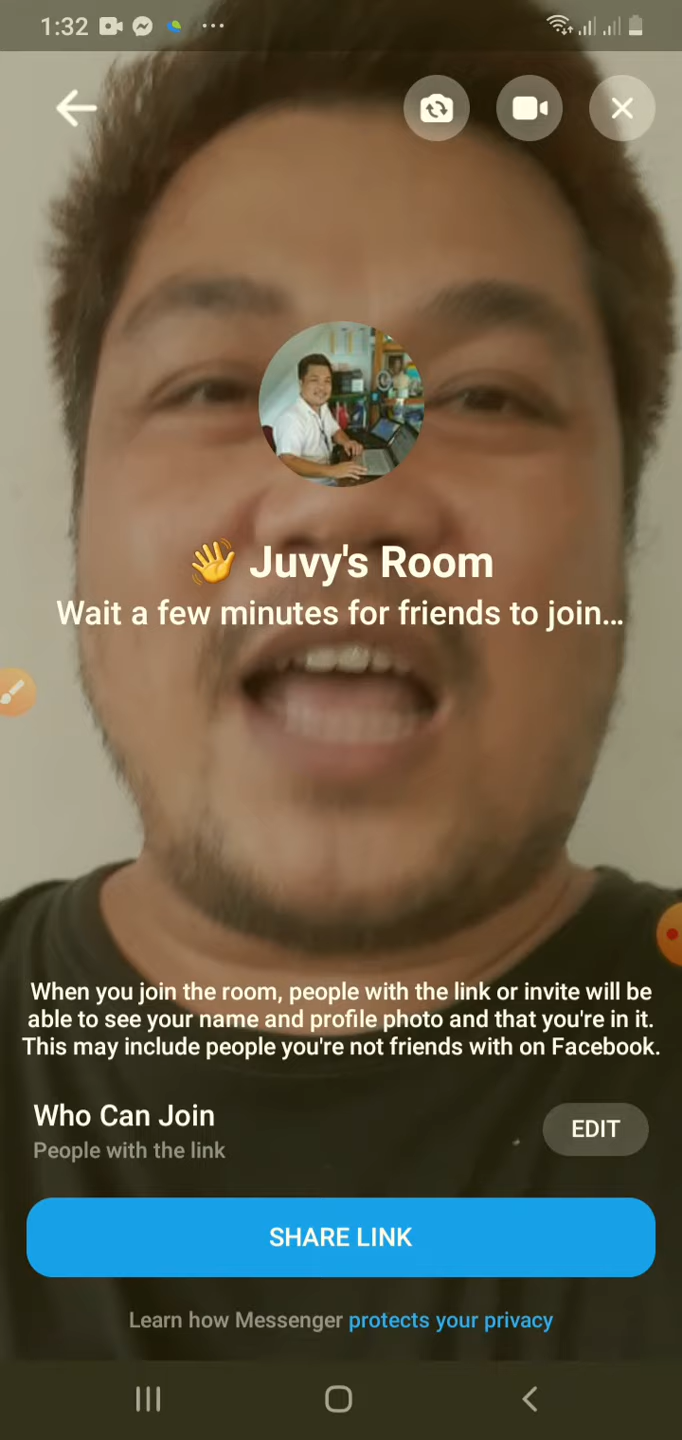 1:32
👋 Juvy's Room
Wait a few minutes for friends to join...
When you join the room, people with the link or invite will be
able to see your name and profile photo and that you're in it.
This may include people you're not friends with on Facebook.
Who Can Join
People with the link
EDIT
SHARE LINK
Learn how Messenger protects your privacy